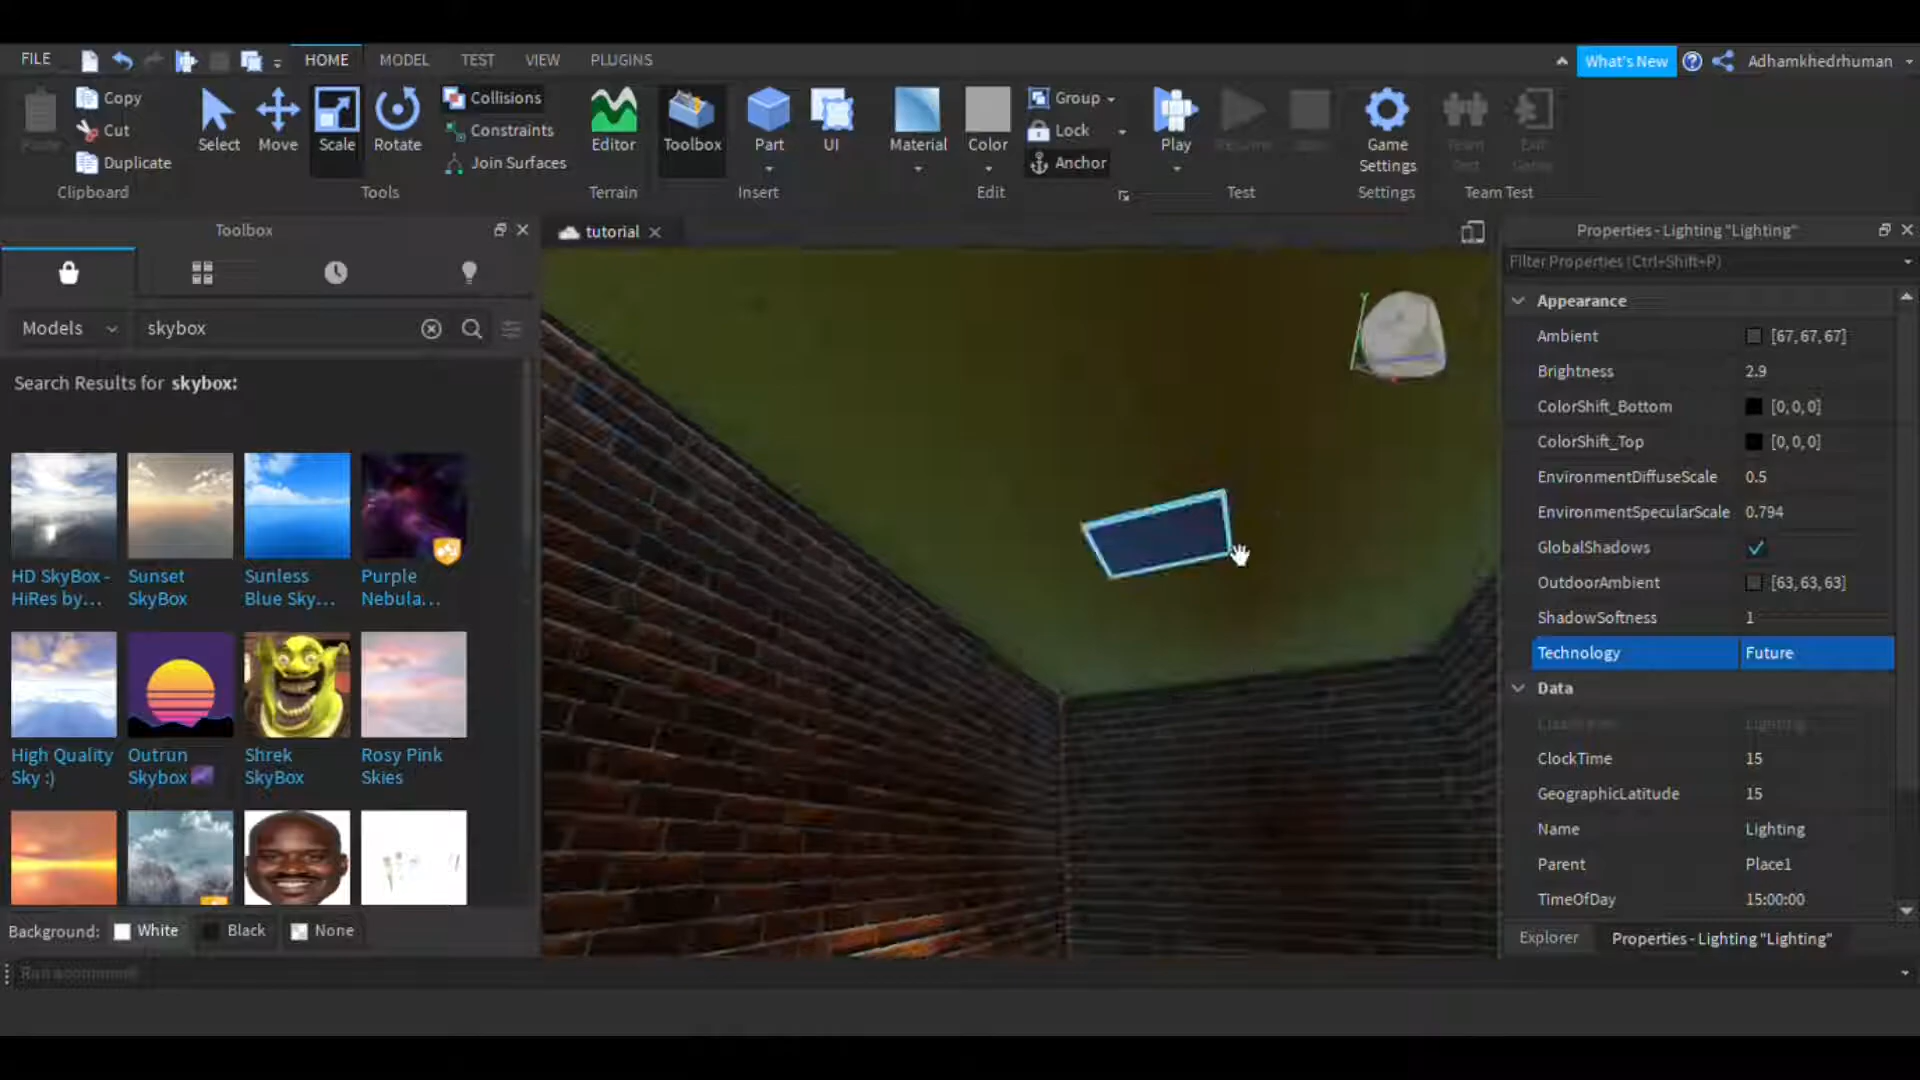 FILE HOME MODEL TEST VIEW PLUGINS What's New Adhamkhedrhuman
Copy
Cut
Duplicate
Clipboard
Select Move Scale Rotate
Collisions
Constraints
Join Surfaces
Tools
Editor
Terrain
Toolbox Part UI
Insert
Material Color
Group
Lock
Anchor
Edit
Play
Test
Game
Settings
Settings
Team
Test
Team Test
Toolbox
Models skybox
Search Results for skybox:
HD SkyBox -
HiRes by...
Sunset
SkyBox
Sunless
Blue Sky...
Purple
Nebula...
High Quality
Sky :)
Outrun
Skybox
Shrek
SkyBox
Rosy Pink
Skies
Background: White Black None
Run a command
tutorial
Properties - Lighting "Lighting"
Filter Properties (Ctrl+Shift+P)
Appearance
Ambient [67,67,67]
Brightness 2.9
ColorShift_Bottom [0,0,0]
ColorShift_Top [0,0,0]
EnvironmentDiffuseScale 0.5
EnvironmentSpecularScale 0.794
GlobalShadows
OutdoorAmbient [63,63,63]
ShadowSoftness 1
Technology Future
Data
ClockTime 15
GeographicLatitude 15
Name Lighting
Parent Place1
TimeOfDay 15:00:00
Explorer Properties - Lighting "Lighting"